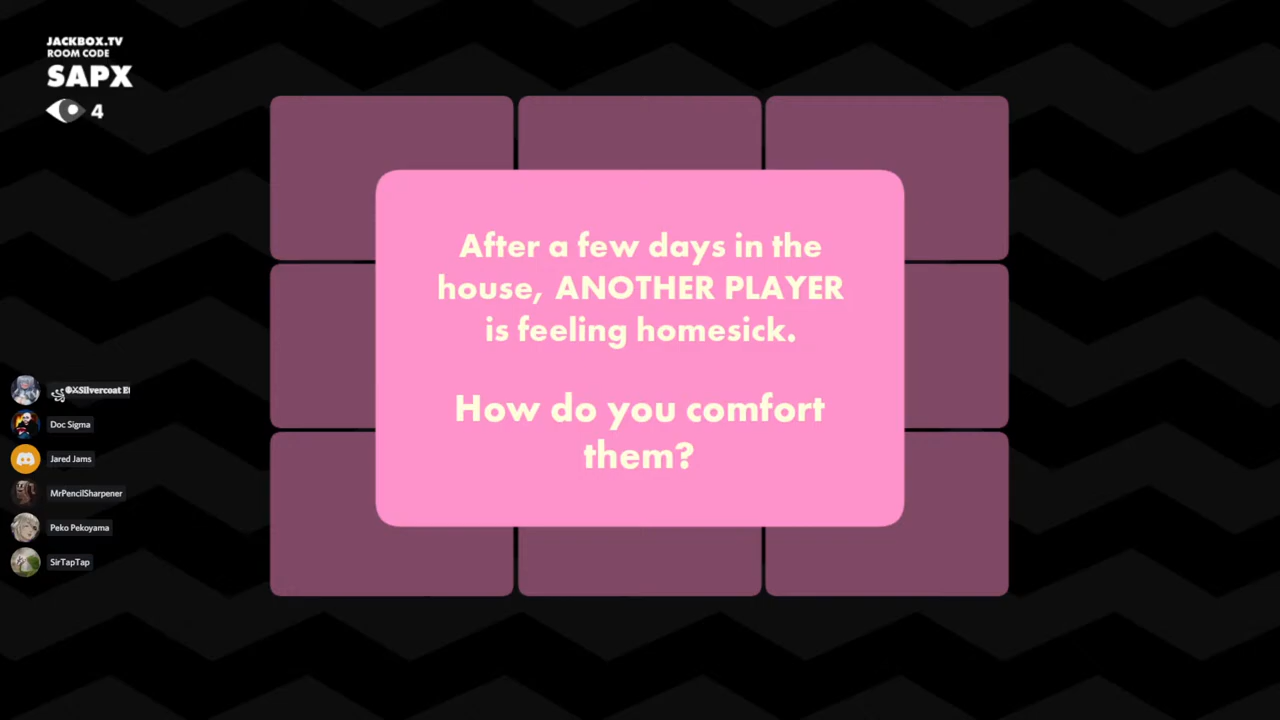 JACKBOX.TV
ROOM CODE
SAPX
4
After a few days in the
house, ANOTHER PLAYER
is feeling homesick.
How do you comfort
them?
Silvercoat
Doc Sigma
Jared Jams
MrPencilSharpener
Peko Pekoyama
SirTapTap